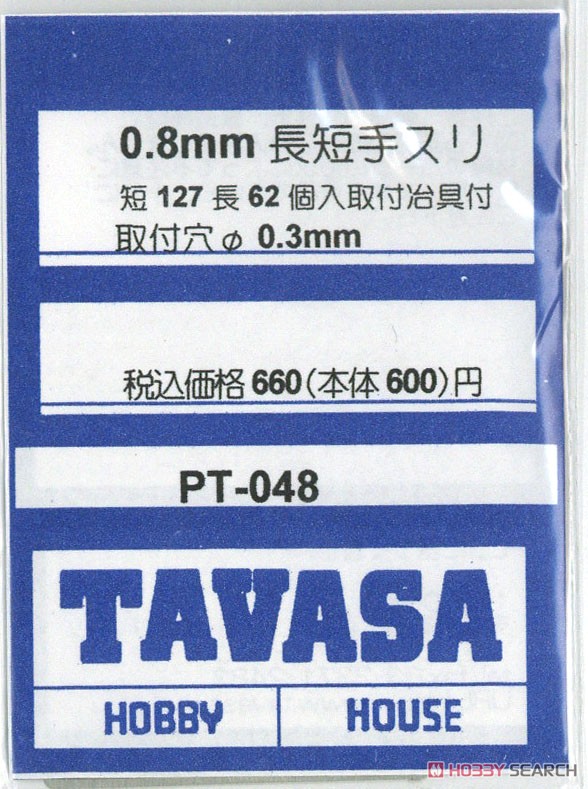 0.8mm 長短手スリ
短 127 長 62 個入取付冶具付
取付穴φ 0.3mm
税込価格 660(本体 600)円
PT-048
TAVASA
HOBBY HOUSE
HOBBY SEARCH